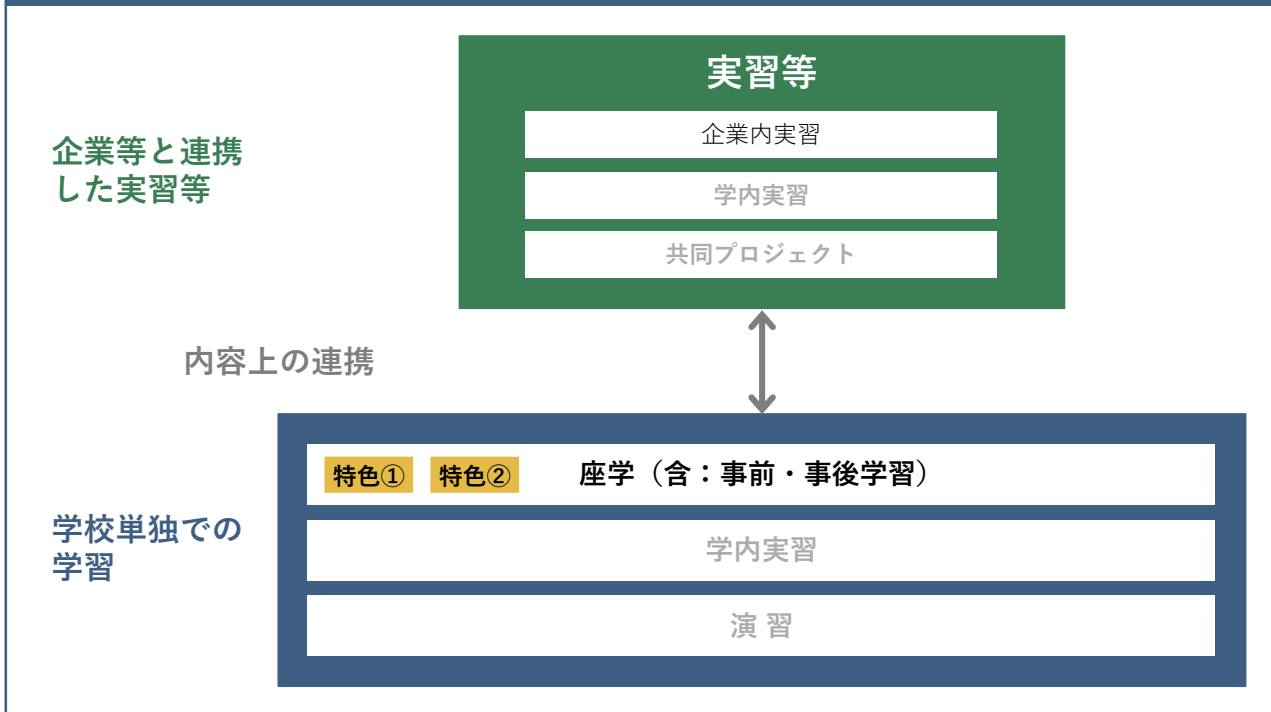 実習等
企業内実習
学内実習
共同プロジェクト
企業等と連携
した実習等
内容上の連携
特色① 特色② 座学（含：事前・事後学習）
学内実習
演 習
学校単独での
学習